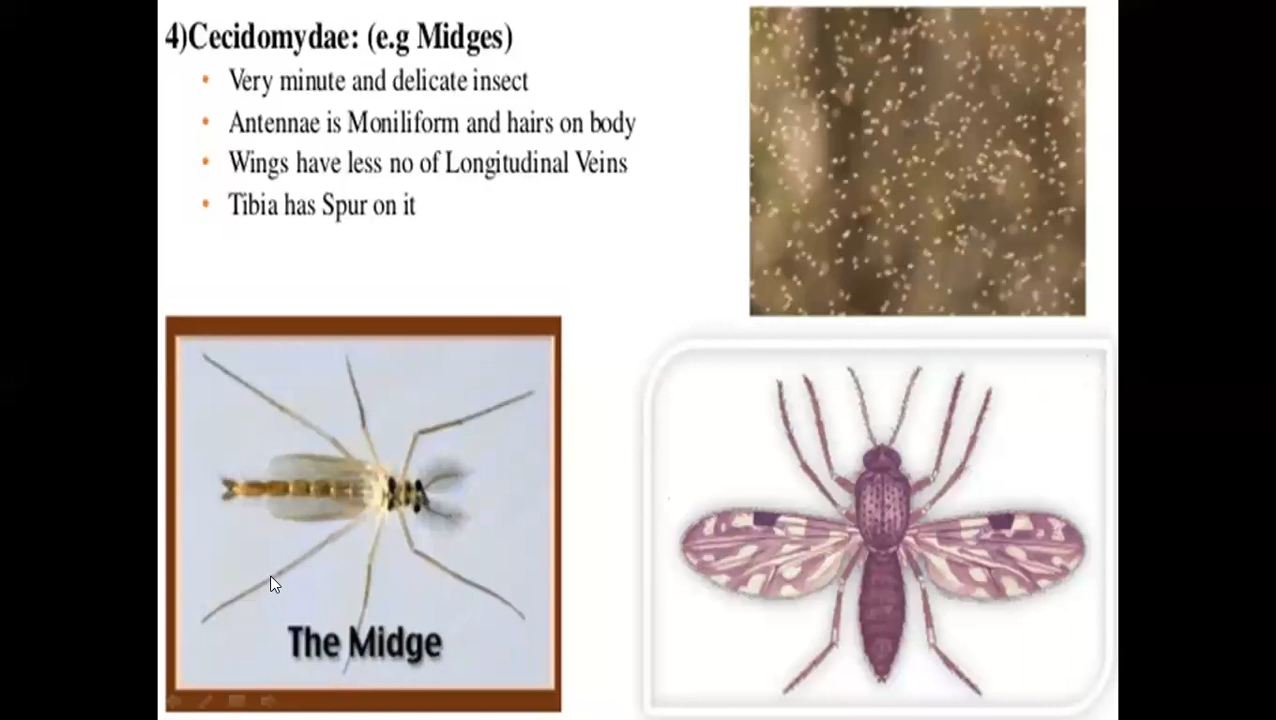 4)Cecidomydae: (e.g Midges)
• Very minute and delicate insect
• Antennae is Moniliform and hairs on body
• Wings have less no of Longitudinal Veins
• Tibia has Spur on it
The Midge